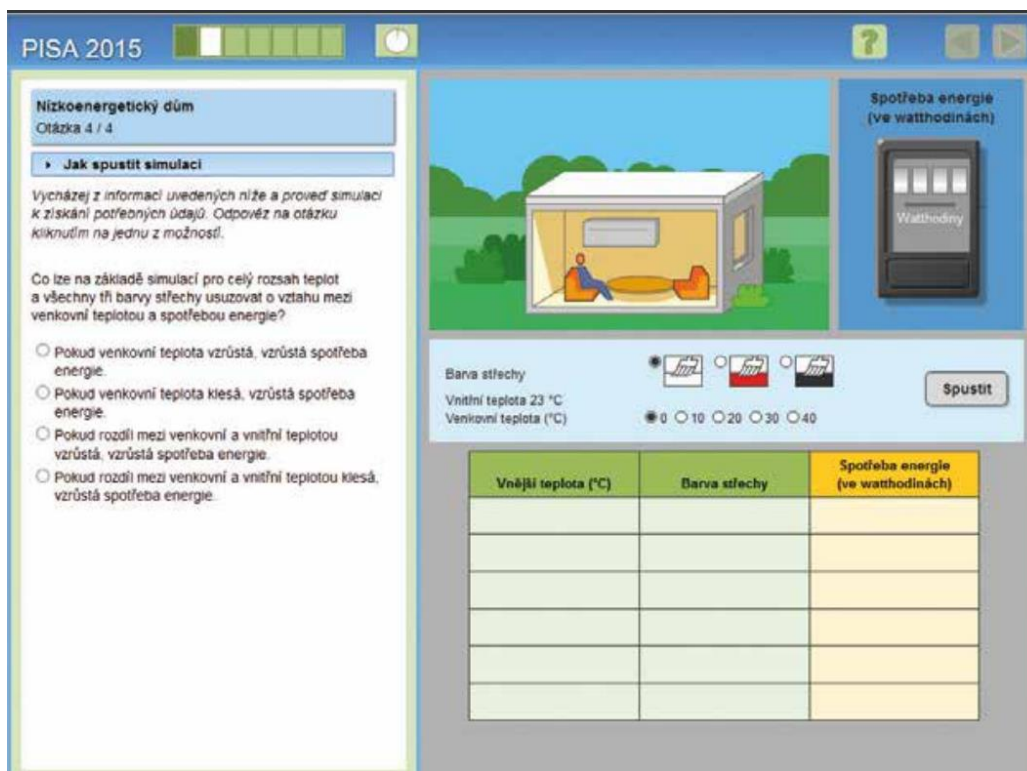 PISA 2015
?
Nízkoenergetický dům
Otázka 4 / 4
Jak spustit simulaci
Vycházej z informací uvedených níže a proveď simulaci
k získání potřebných údajů. Odpověz na otázku
kliknutím na jednu z možností.
Co lze na základě simulací pro celý rozsah teplot
a všechny tři barvy střechy usuzovat o vztahu mezi
venkovní teplotou a spotřebou energie?
Pokud venkovní teplota vzrůstá, vzrůstá spotřeba
energie.
Pokud venkovní teplota klesá, vzrůstá spotřeba
energie.
Pokud rozdíl mezi venkovní a vnitřní teplotou
vzrůstá, vzrůstá spotřeba energie.
Pokud rozdíl mezi venkovní a vnitřní teplotou klesá,
vzrůstá spotřeba energie.
Spotřeba energie
(ve watthodinách)
Watthodiny
Barva střechy
Vnitřní teplota 23 °C
Venkovní teplota (°C) 0 10 20 30 40
Spustit
Vnější teplota (°C)
Barva střechy
Spotřeba energie
(ve watthodinách)